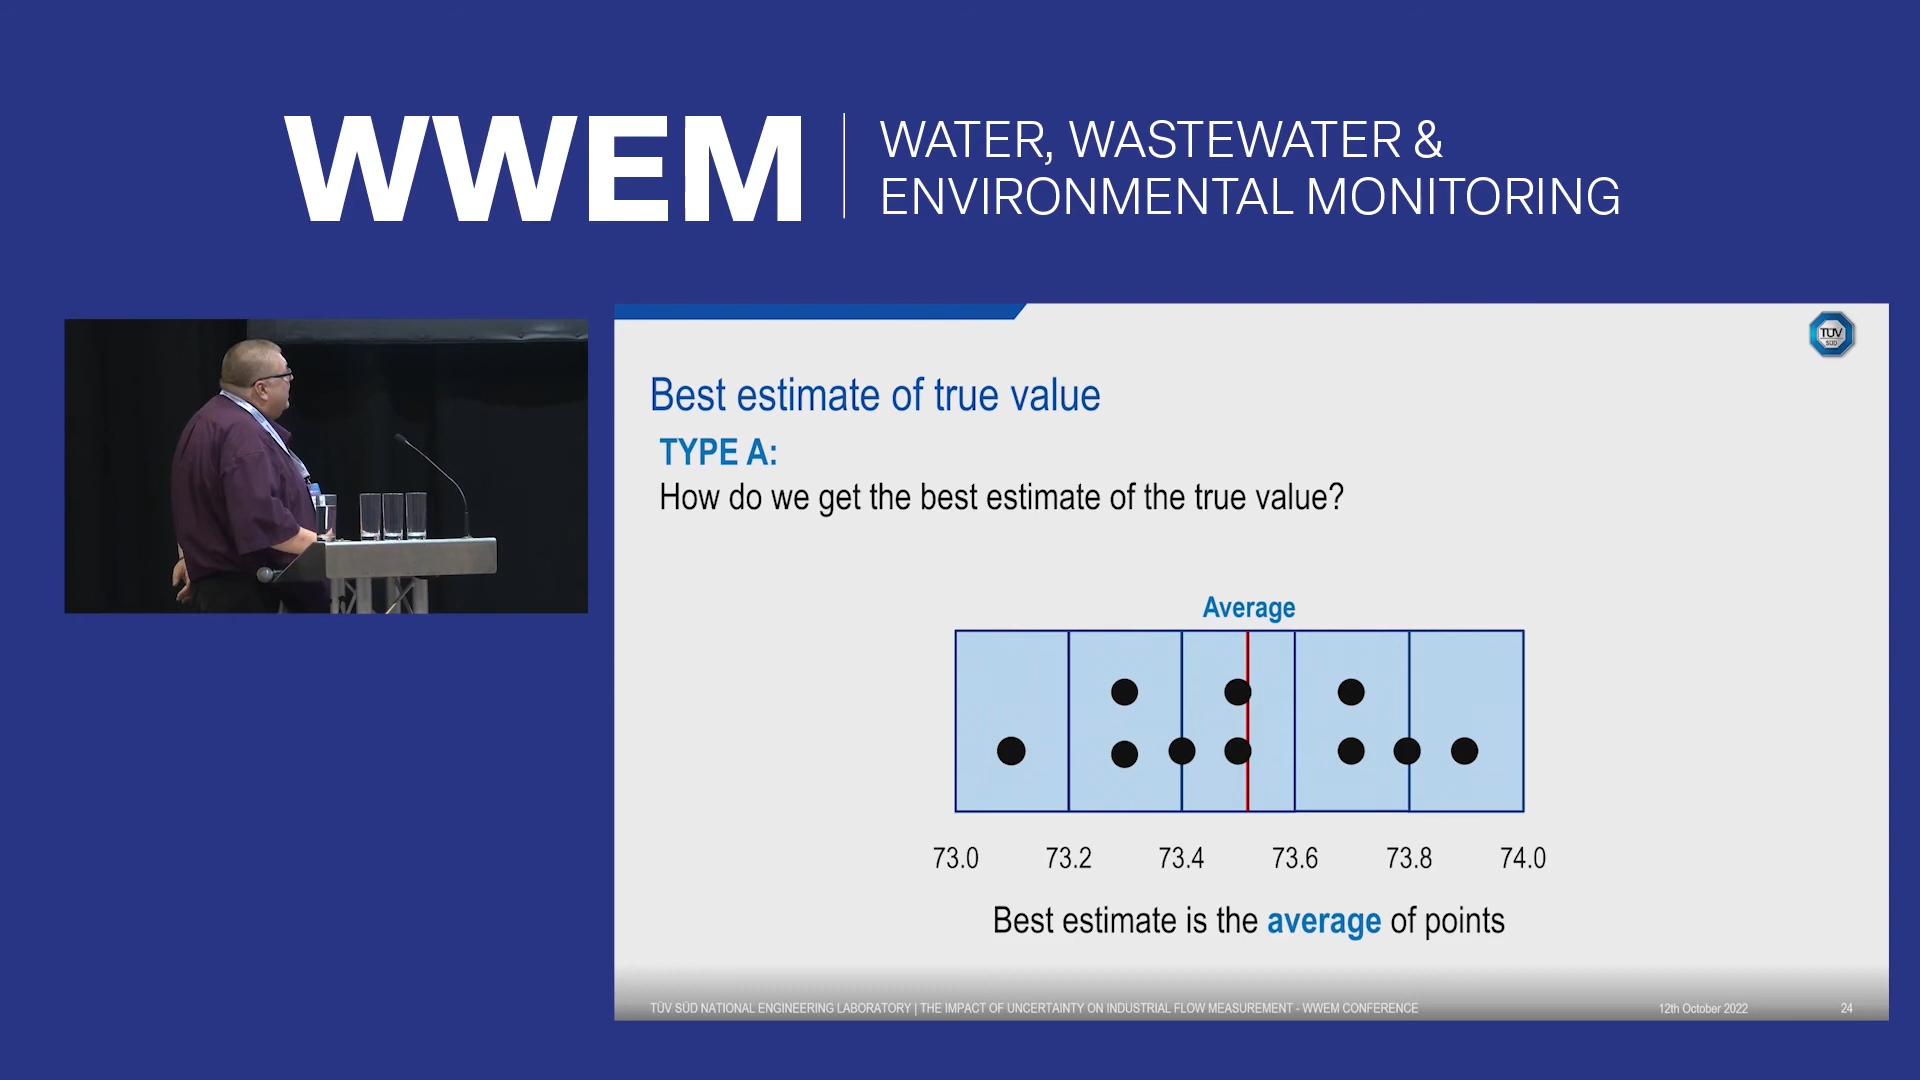 WWEM
WATER, WASTEWATER &
ENVIRONMENTAL MONITORING
TÜV
SÜD
Best estimate of true value
TYPE A:
How do we get the best estimate of the true value?
Average
73.0 73.2 73.4 73.6 73.8 74.0
Best estimate is the average of points
TÜV SÜD NATIONAL ENGINEERING LABORATORY | THE IMPACT OF UNCERTAINTY ON INDUSTRIAL FLOW MEASUREMENT - WWEM CONFERENCE 12th October 2022 24